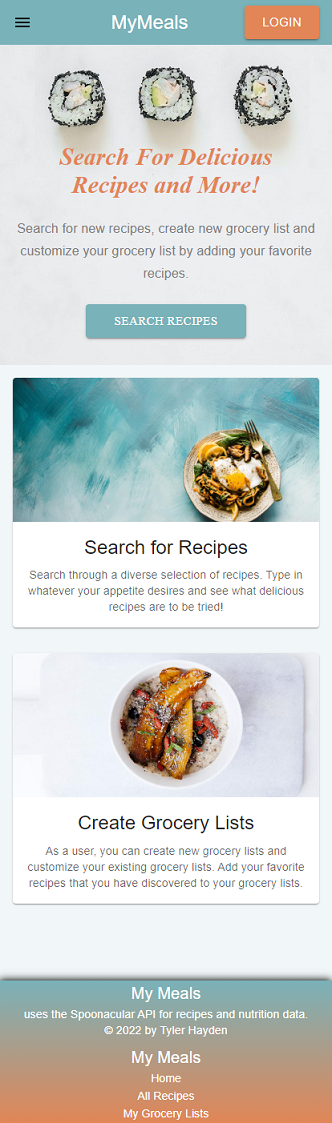 MyMeals
LOGIN
Search For Delicious
Recipes and More!
Search for new recipes, create new grocery list and
customize your grocery list by adding your favorite
recipes.
SEARCH RECIPES
Search for Recipes
Search through a diverse selection of recipes. Type in
whatever your appetite desires and see what delicious
recipes are to be tried!
Create Grocery Lists
As a user, you can create new grocery lists and
customize your existing grocery lists. Add your favorite
recipes that you have discovered to your grocery lists.
My Meals
uses the Spoonacular API for recipes and nutrition data.
© 2022 by Tyler Hayden
My Meals
Home
All Recipes
My Grocery Lists